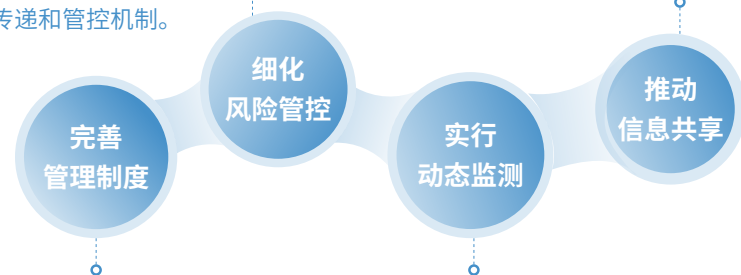 传递和管控机制。
完善
管理制度
细化
风险管控
实行
动态监测
推动
信息共享